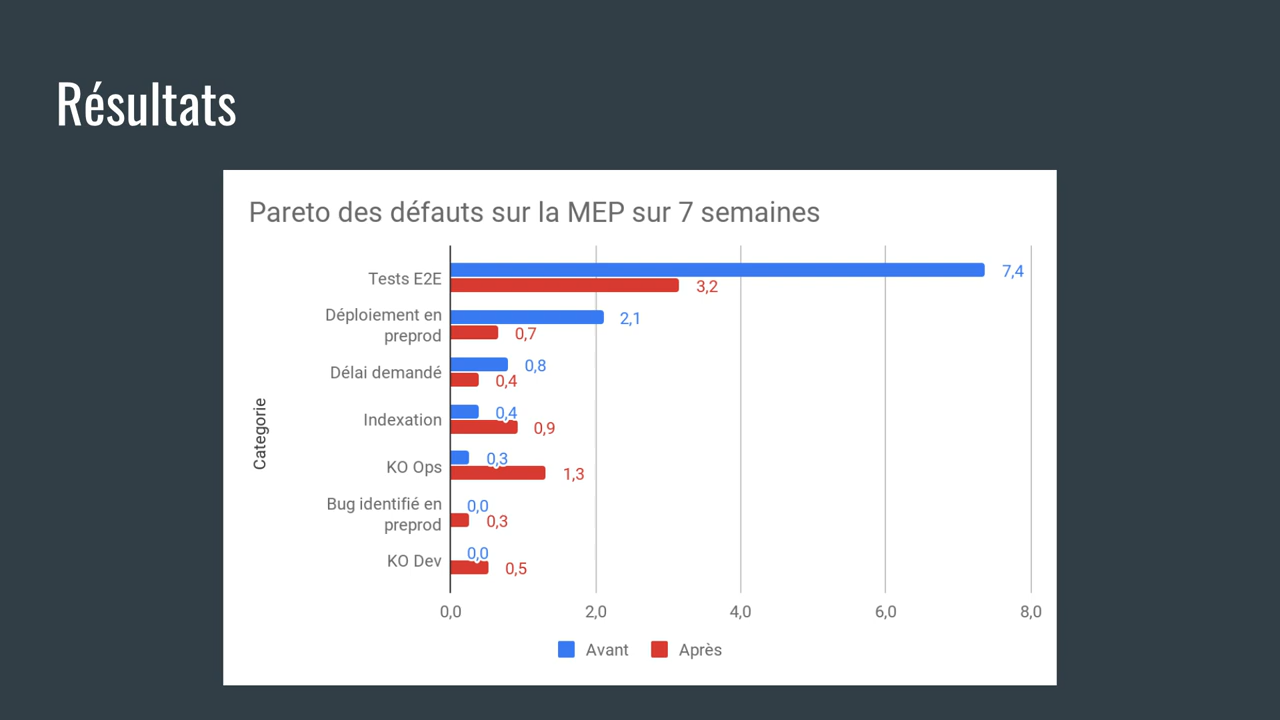 Résultats
Pareto des défauts sur la MEP sur 7 semaines
Categorie
Tests E2E
7,4
3,2
Déploiement en
preprod
2,1
0,7
Délai demandé
0,8
0,4
Indexation
0,4
0,9
KO Ops
0,3
1,3
Bug identifié en
preprod
0,0
0,3
KO Dev
0,0
0,5
0,0 2,0 4,0 6,0 8,0
Avant Après